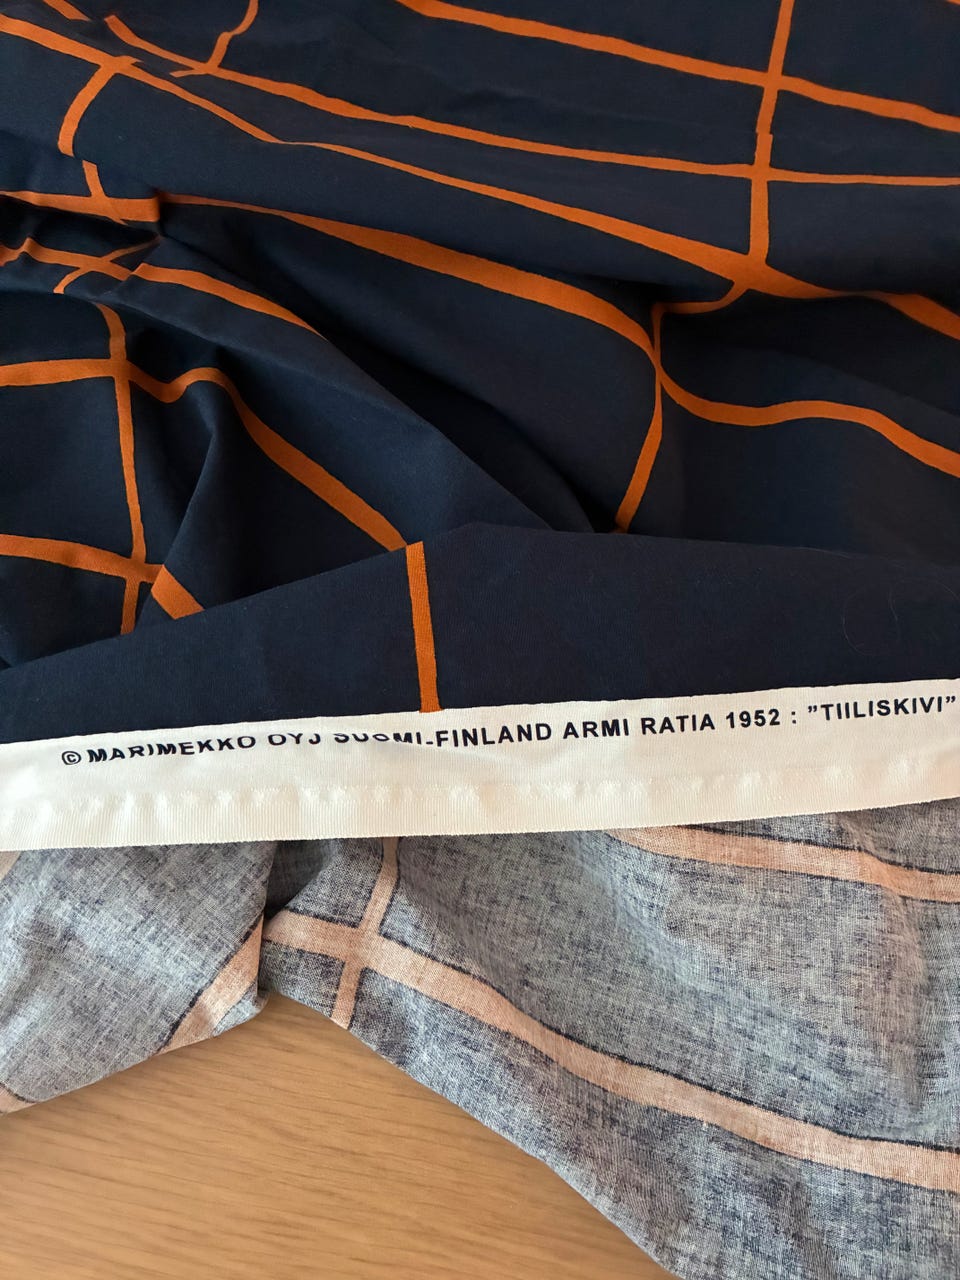 © MARIMEKKO OYJ SUOMI-FINLAND ARMI RATIA 1952 : ”TIILISKIVI”